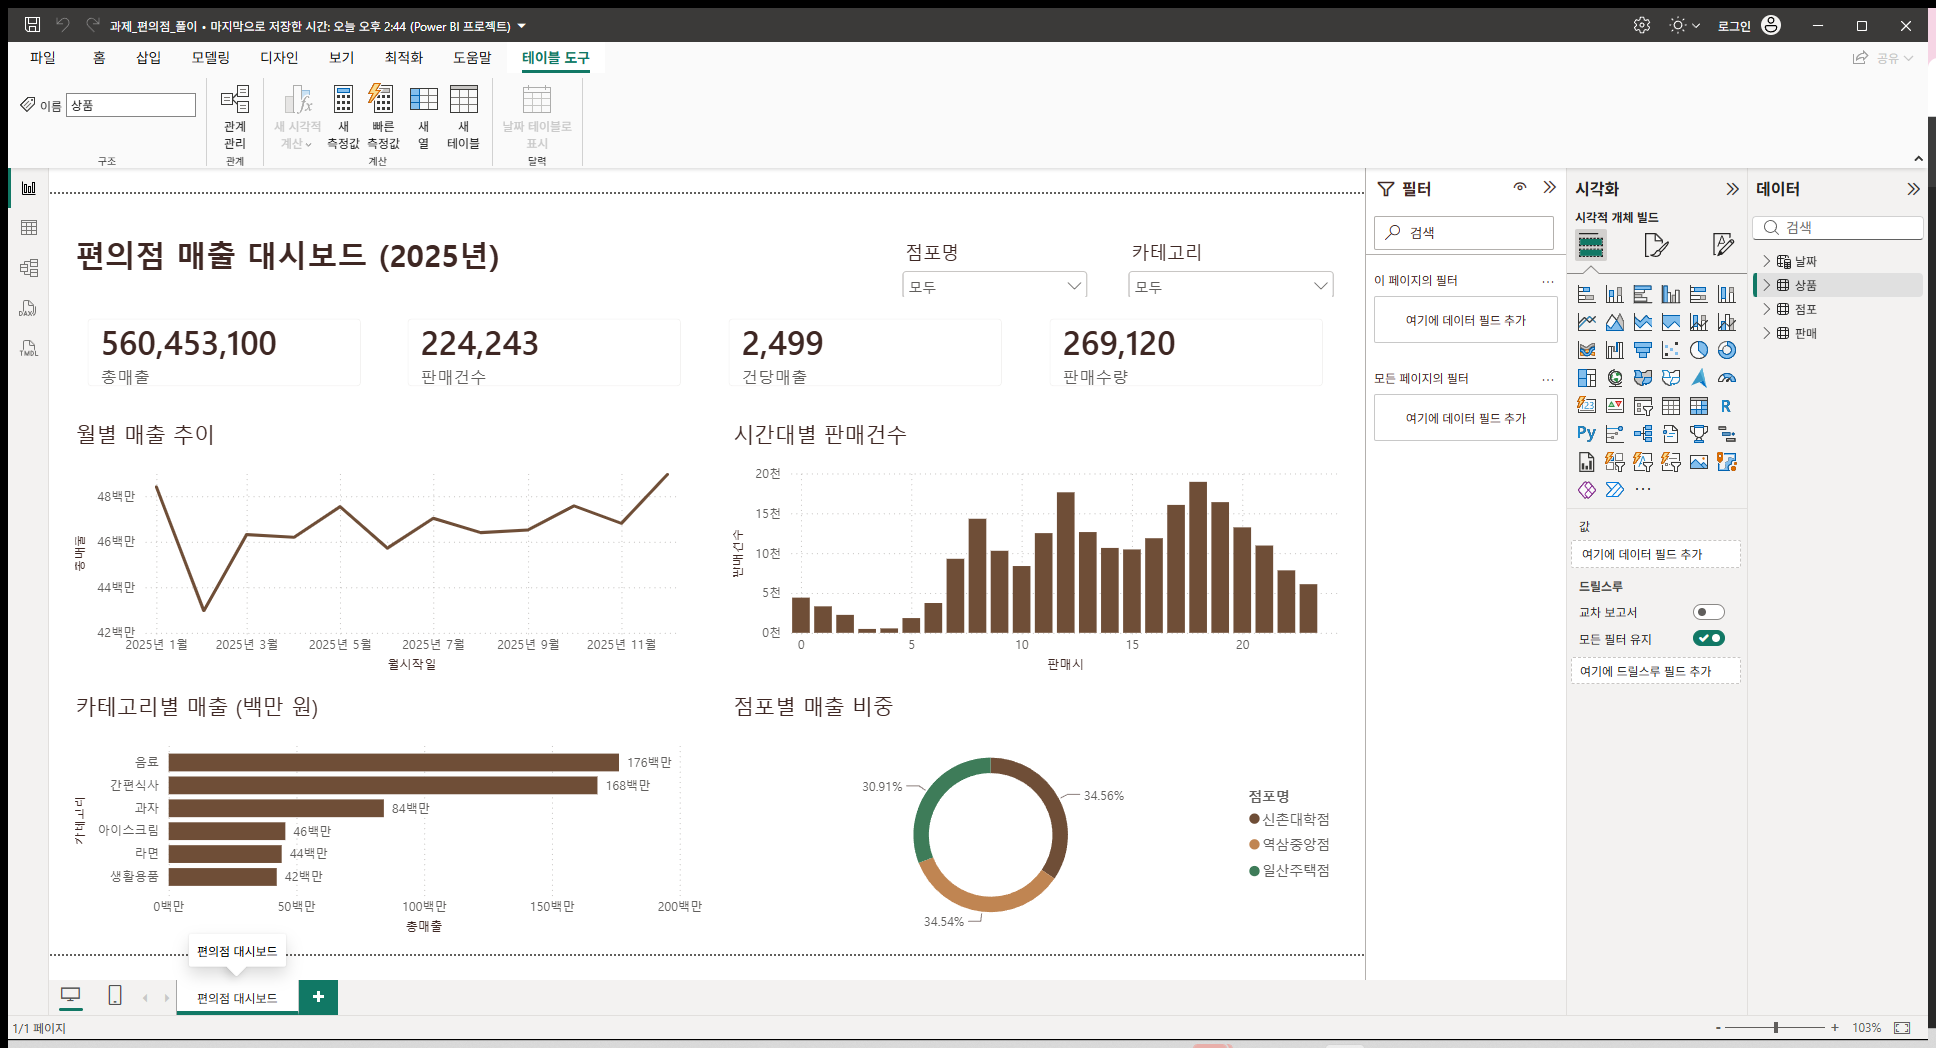 과제_편의점_풀이 • 마지막으로 저장한 시간: 오늘 오후 2:44 (Power BI 프로젝트)
로그인
파일 홈 삽입 모델링 디자인 보기 최적화 도움말 테이블 도구
공유
이름 상품
구조
관계 관리
관계
새 시각적 계산
새 측정값
빠른 측정값
새 열
새 테이블
계산
날짜 테이블로 표시
달력
편의점 매출 대시보드 (2025년)
점포명
모두
카테고리
모두
560,453,100
총매출
224,243
판매건수
2,499
건당매출
269,120
판매수량
월별 매출 추이
48백만
46백만
44백만
42백만
총매출
2025년 1월 2025년 3월 2025년 5월 2025년 7월 2025년 9월 2025년 11월
월시작일
시간대별 판매건수
20천
15천
10천
5천
0천
판매건수
0 5 10 15 20
판매시
카테고리별 매출 (백만 원)
카테고리
음료 176백만
간편식사 168백만
과자 84백만
아이스크림 46백만
라면 44백만
생활용품 42백만
0백만 50백만 100백만 150백만 200백만
총매출
점포별 매출 비중
30.91%
34.56%
34.54%
점포명
신촌대학점
역삼중앙점
일산주택점
편의점 대시보드
편의점 대시보드
+
1/1 페이지
필터
검색
이 페이지의 필터
여기에 데이터 필드 추가
모든 페이지의 필터
여기에 데이터 필드 추가
시각화
시각적 개체 빌드
123
R
Py
값
여기에 데이터 필드 추가
드릴스루
교차 보고서
모든 필터 유지
여기에 드릴스루 필드 추가
데이터
검색
날짜
상품
점포
판매
DAX
TMDL
- + 103%